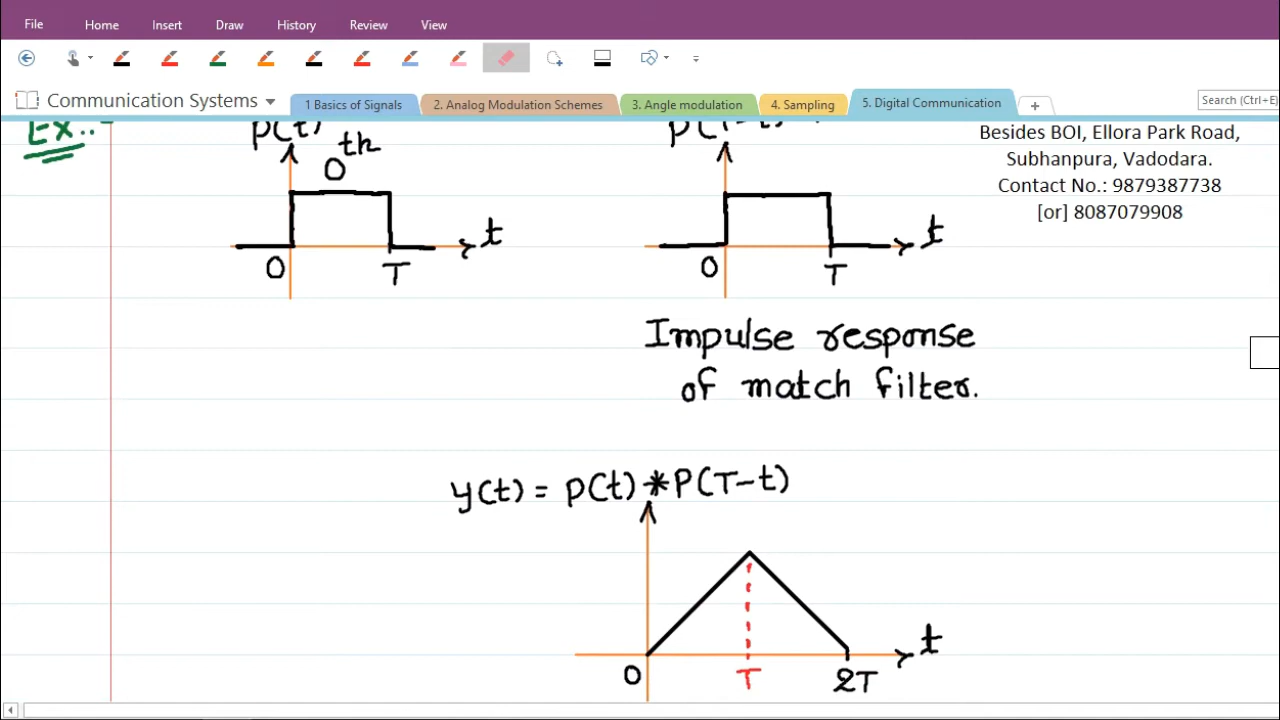 File Home Insert Draw History Review View
Communication Systems
1 Basics of Signals
2. Analog Modulation Schemes
3. Angle modulation
4. Sampling
5. Digital Communication
+
Search (Ctrl+E)
Ex..
Besides BOI, Ellora Park Road,
Subhanpura, Vadodara.
Contact No.: 9879387738
[or] 8087079908
p(t)
0th
t
0
T
t
0
T
Impulse response
of match filter.
y(t) = p(t) * P(T-t)
t
0
T
2T